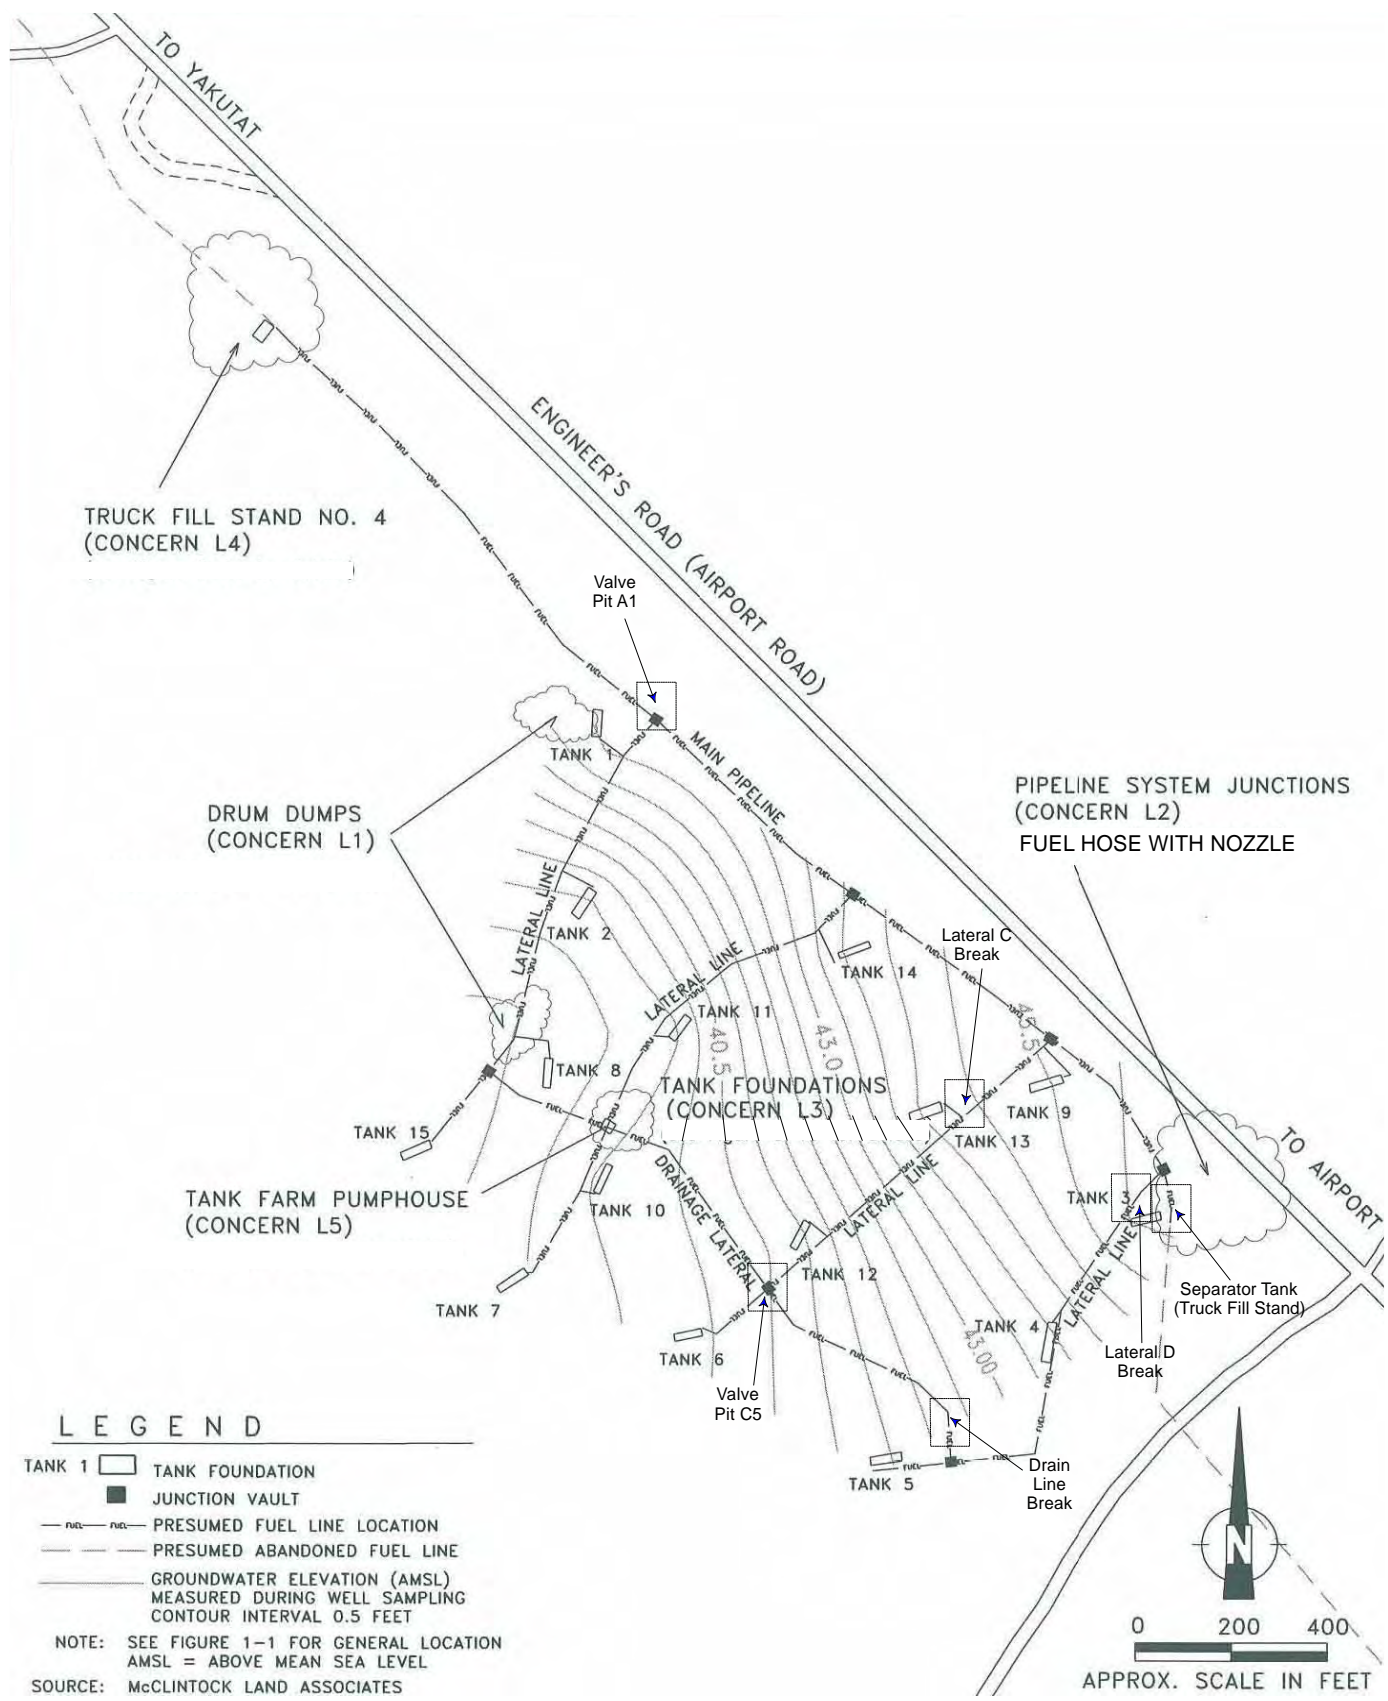 TO YAKUTAT
ENGINEER'S ROAD (AIRPORT ROAD)
TRUCK FILL STAND NO. 4
(CONCERN L4)
Valve
Pit A1
TANK 1
MAIN PIPELINE
PIPELINE SYSTEM JUNCTIONS
(CONCERN L2)
FUEL HOSE WITH NOZZLE
DRUM DUMPS
(CONCERN L1)
LATERAL LINE
TANK 2
LATERAL LINE
TANK 14
Lateral C
Break
TANK 11
40.5
43.0
TANK 8
TANK FOUNDATIONS
(CONCERN L3)
TANK 9
TANK 13
TANK 15
TO AIRPORT
TANK FARM PUMPHOUSE
(CONCERN L5)
TANK 10
DRAINAGE LATERAL
LATERAL LINE
TANK 3
LATERAL LINE
TANK 12
Separator Tank
(Truck Fill Stand)
TANK 7
TANK 4
TANK 6
43.00
Lateral D
Break
Valve
Pit C5
TANK 5
Drain
Line
Break
LEGEND
TANK 1 TANK FOUNDATION
JUNCTION VAULT
FUEL FUEL PRESUMED FUEL LINE LOCATION
PRESUMED ABANDONED FUEL LINE
GROUNDWATER ELEVATION (AMSL)
MEASURED DURING WELL SAMPLING
CONTOUR INTERVAL 0.5 FEET
NOTE: SEE FIGURE 1-1 FOR GENERAL LOCATION
AMSL = ABOVE MEAN SEA LEVEL
SOURCE: McCLINTOCK LAND ASSOCIATES
N
0 200 400
APPROX. SCALE IN FEET